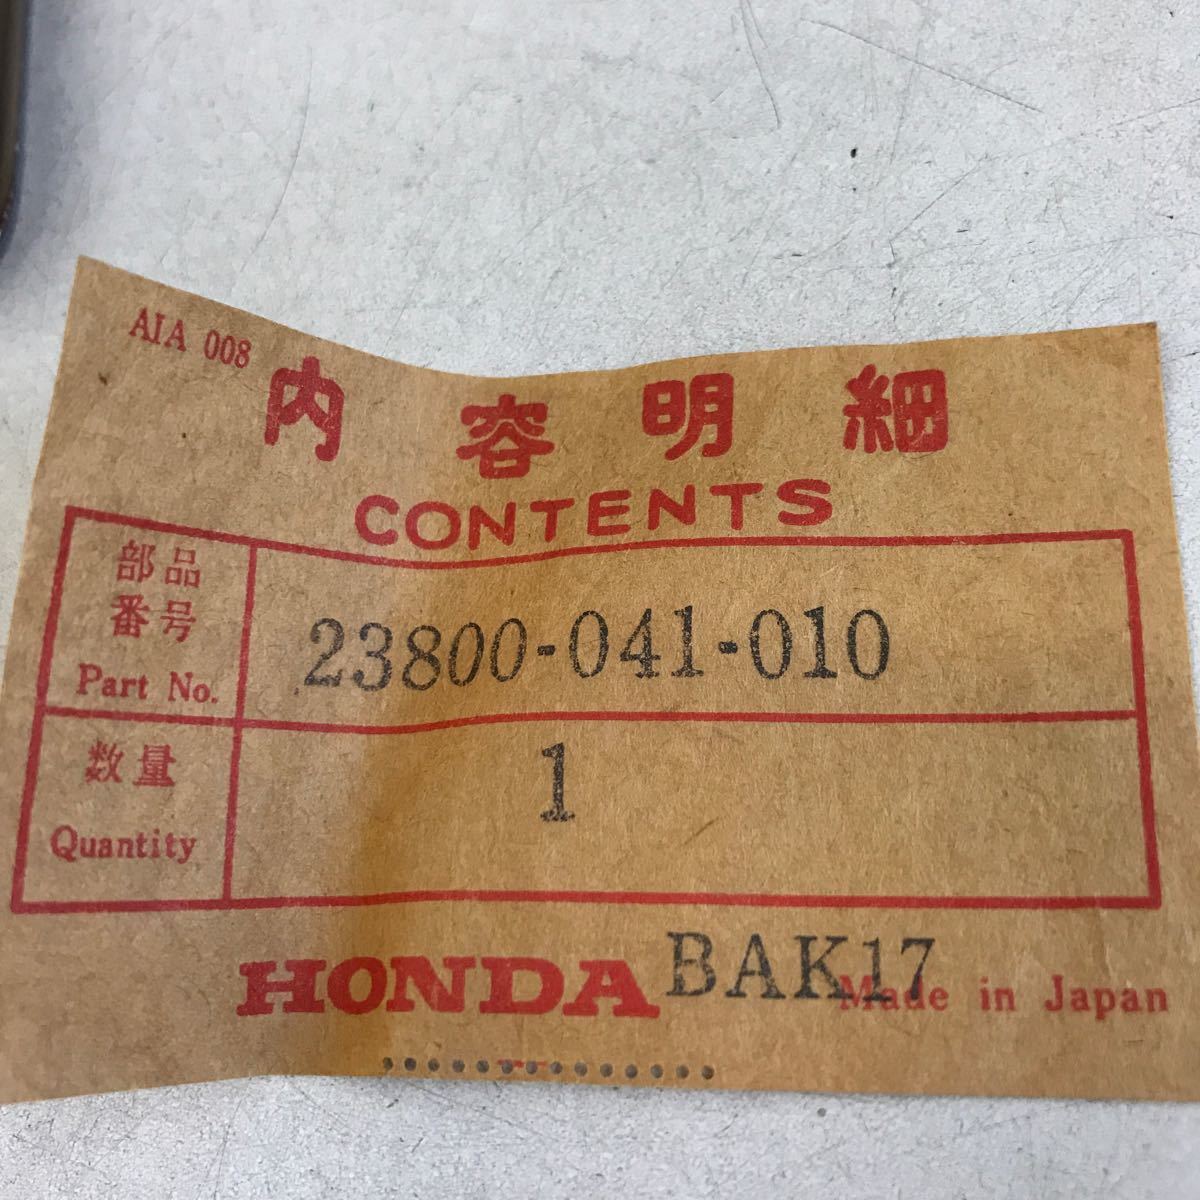 AIA 008
内容明細
CONTENTS
部品
番号
Part No.
23800-041-010
数量
Quantity
1
HONDA
BAK17
Made in Japan